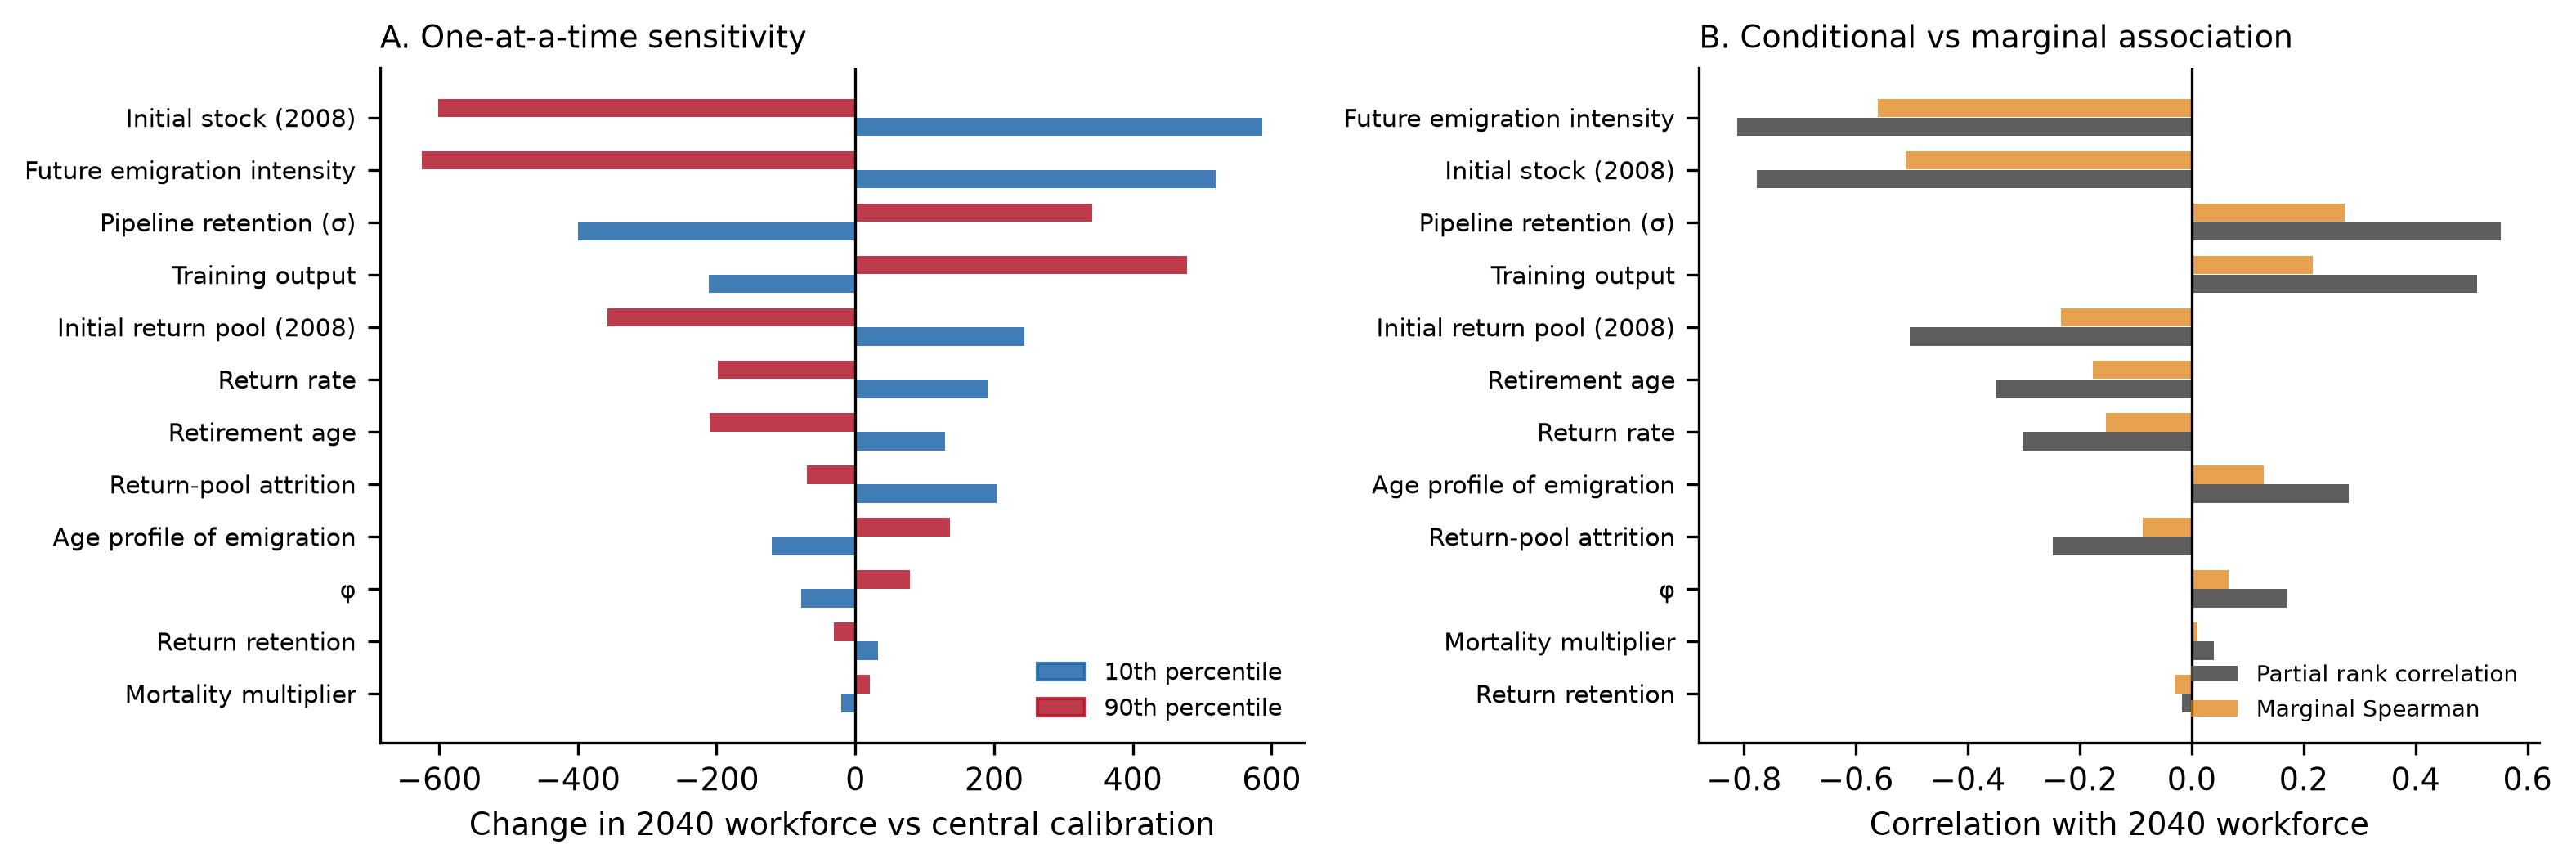 A. One-at-a-time sensitivity
Initial stock (2008)
Future emigration intensity
Pipeline retention (σ)
Training output
Initial return pool (2008)
Return rate
Retirement age
Return-pool attrition
Age profile of emigration
φ
Return retention
Mortality multiplier
10th percentile
90th percentile
−600 −400 −200 0 200 400 600
Change in 2040 workforce vs central calibration
B. Conditional vs marginal association
Future emigration intensity
Initial stock (2008)
Pipeline retention (σ)
Training output
Initial return pool (2008)
Retirement age
Return rate
Age profile of emigration
Return-pool attrition
φ
Mortality multiplier
Return retention
Partial rank correlation
Marginal Spearman
−0.8 −0.6 −0.4 −0.2 0.0 0.2 0.4 0.6
Correlation with 2040 workforce